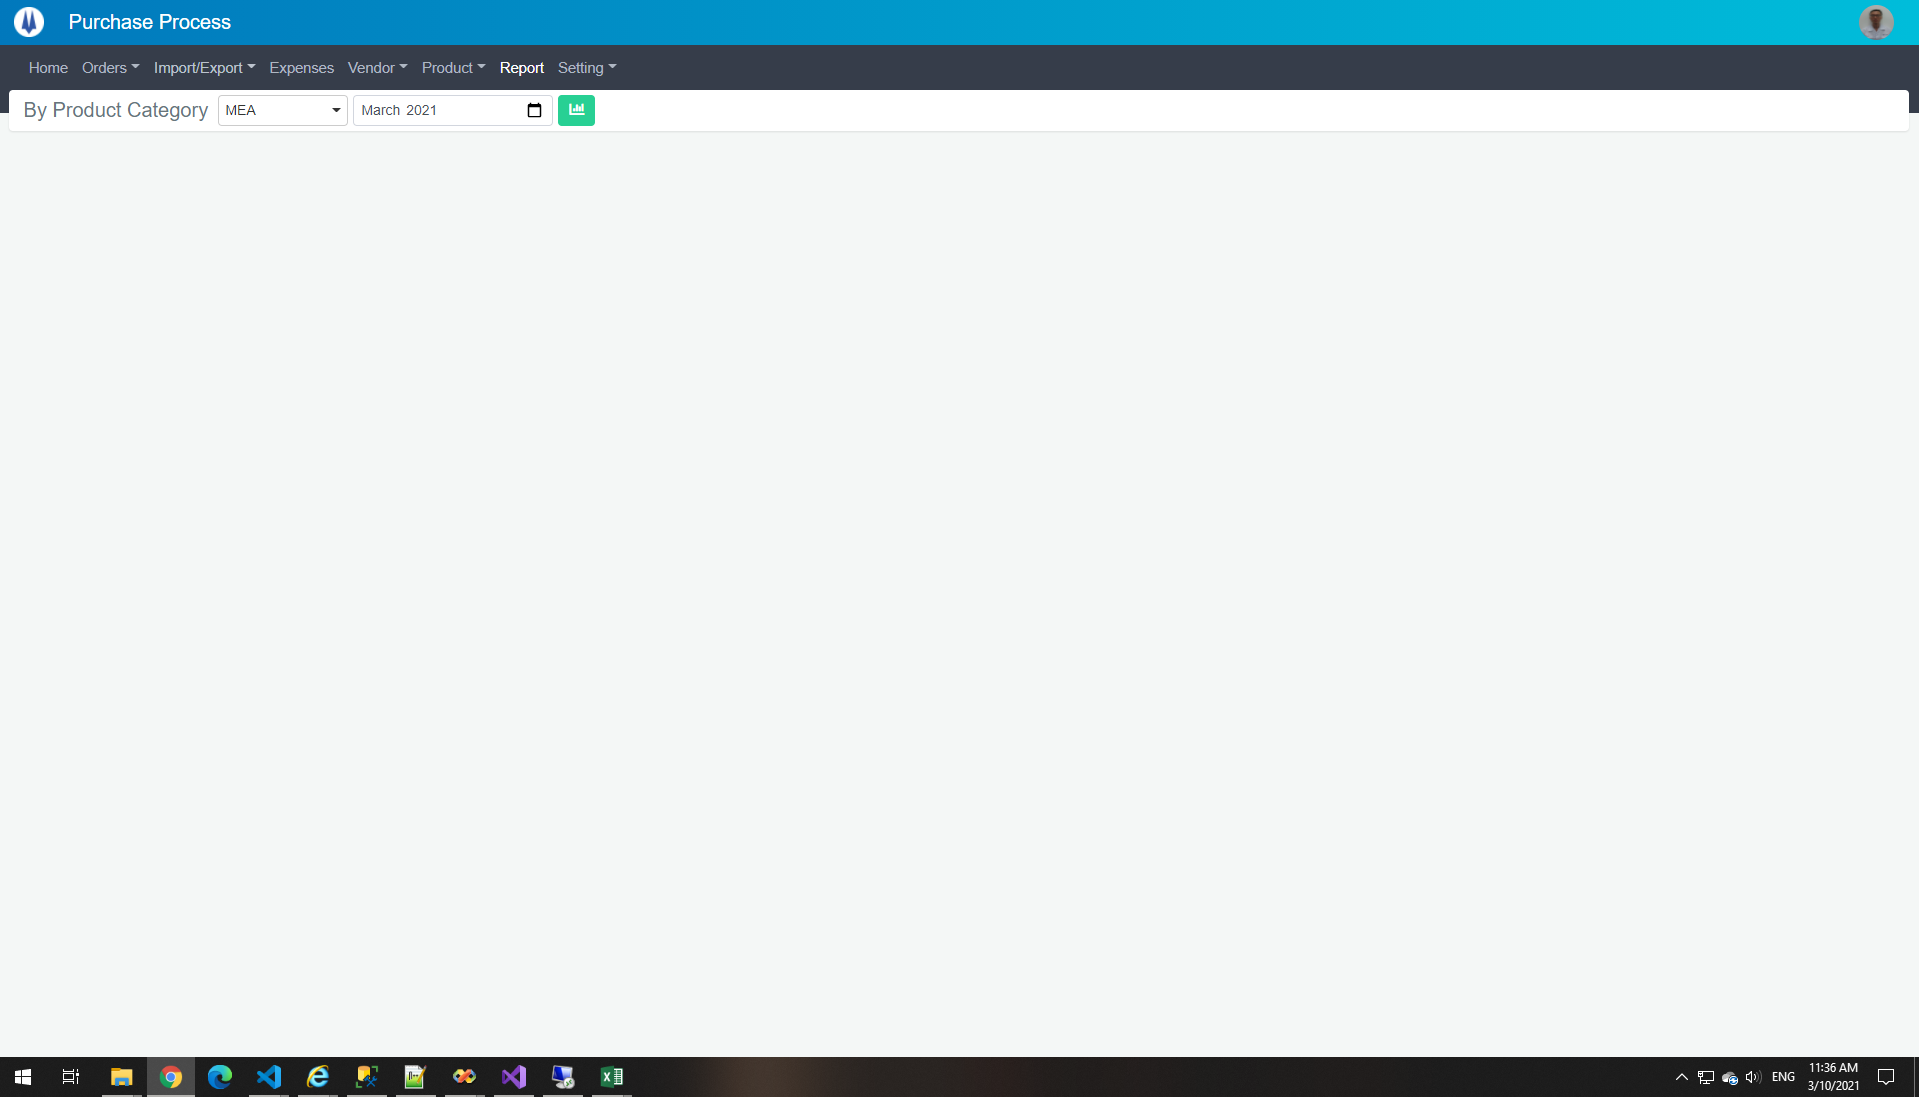 Purchase Process
Home Orders Import/Export Expenses Vendor Product Report Setting
By Product Category MEA March 2021
ENG 11:36 AM
3/10/2021